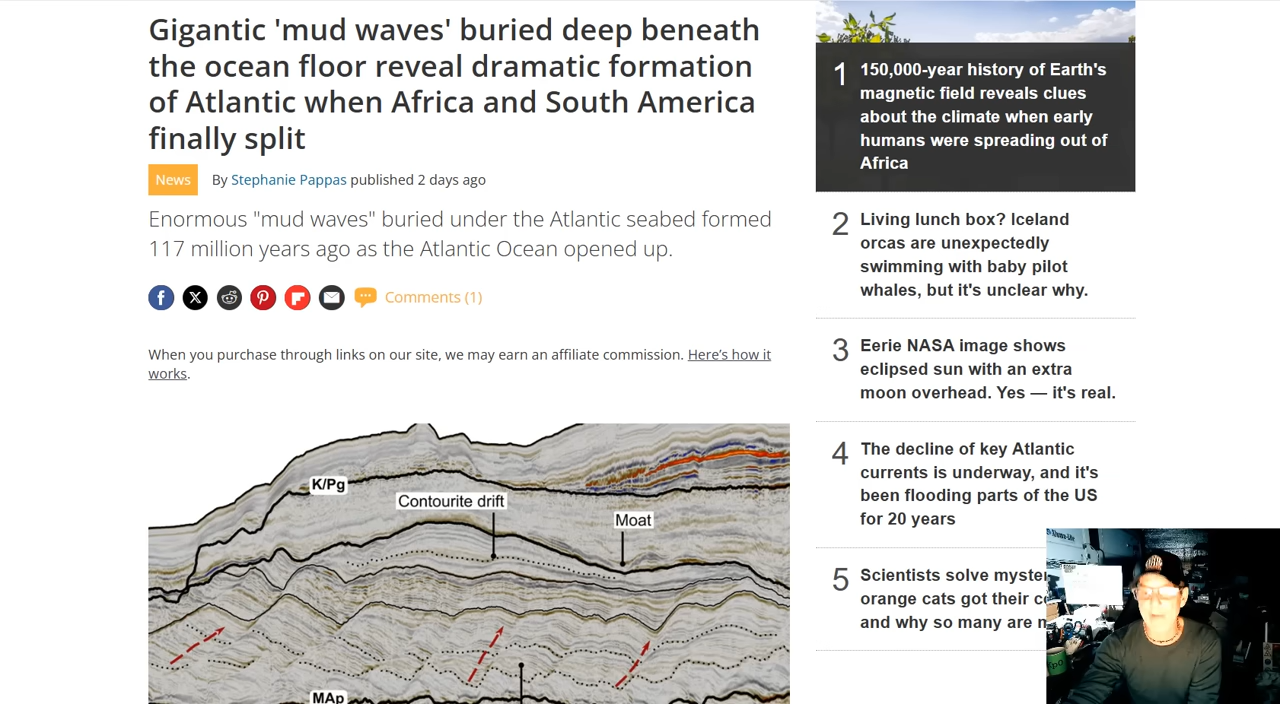 Gigantic 'mud waves' buried deep beneath
the ocean floor reveal dramatic formation
of Atlantic when Africa and South America
finally split
News
By Stephanie Pappas published 2 days ago
Enormous "mud waves" buried under the Atlantic seabed formed
117 million years ago as the Atlantic Ocean opened up.
Comments (1)
When you purchase through links on our site, we may earn an affiliate commission. Here’s how it
works.
K/Pg
Contourite drift
Moat
MAp
1
150,000-year history of Earth's
magnetic field reveals clues
about the climate when early
humans were spreading out of
Africa
2
Living lunch box? Iceland
orcas are unexpectedly
swimming with baby pilot
whales, but it's unclear why.
3
Eerie NASA image shows
eclipsed sun with an extra
moon overhead. Yes — it's real.
4
The decline of key Atlantic
currents is underway, and it's
been flooding parts of the US
for 20 years
5
Scientists solve
orange cats got their
and why so many are